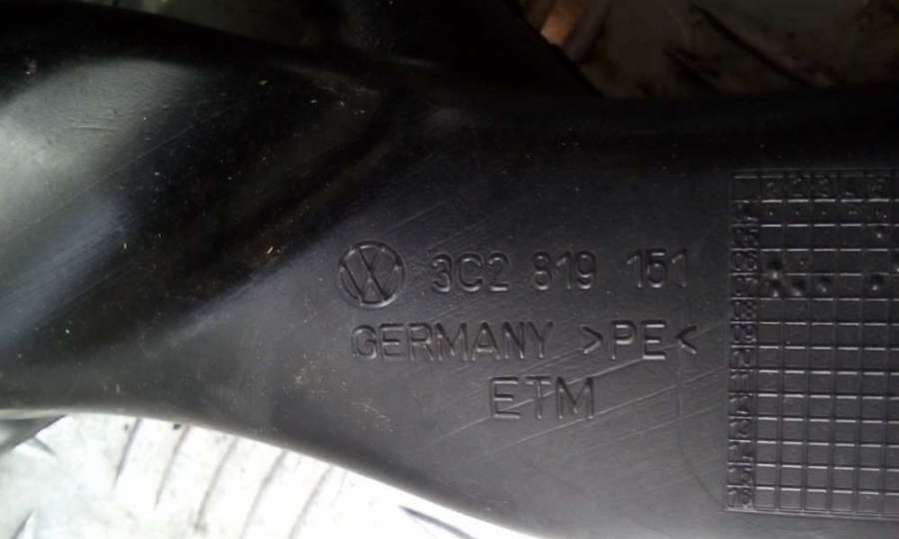 3C2 819 151
GERMANY >PE<
ETM